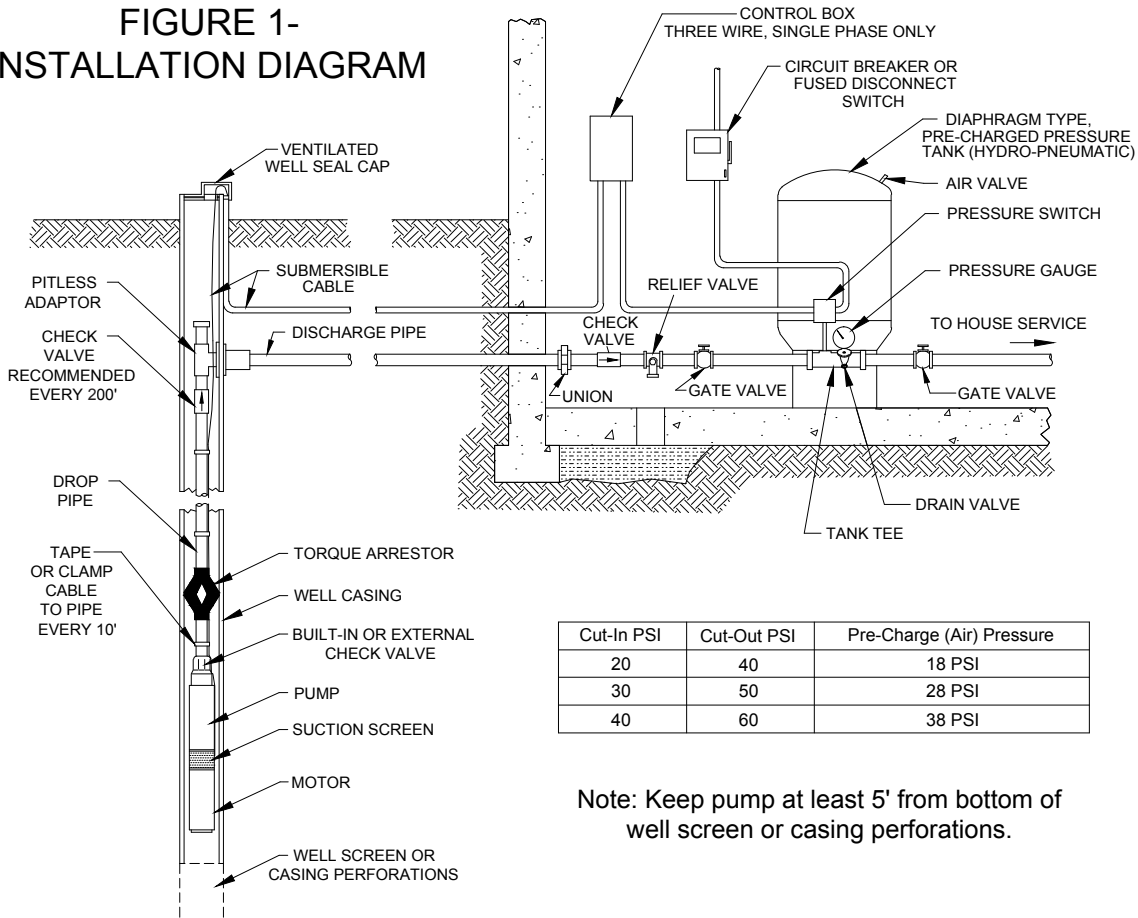 FIGURE 1-
NSTALLATION DIAGRAM
CONTROL BOX
THREE WIRE, SINGLE PHASE ONLY
CIRCUIT BREAKER OR
FUSED DISCONNECT
SWITCH
DIAPHRAGM TYPE,
PRE-CHARGED PRESSURE
TANK (HYDRO-PNEUMATIC)
AIR VALVE
PRESSURE SWITCH
PRESSURE GAUGE
TO HOUSE SERVICE
VENTILATED
WELL SEAL CAP
SUBMERSIBLE
CABLE
PITLESS
ADAPTOR
DISCHARGE PIPE
CHECK
VALVE
RECOMMENDED
EVERY 200'
RELIEF VALVE
CHECK
VALVE
UNION
GATE VALVE
GATE VALVE
DRAIN VALVE
TANK TEE
DROP
PIPE
TAPE
OR CLAMP
CABLE
TO PIPE
EVERY 10'
TORQUE ARRESTOR
WELL CASING
BUILT-IN OR EXTERNAL
CHECK VALVE
PUMP
SUCTION SCREEN
MOTOR
WELL SCREEN OR
CASING PERFORATIONS
Cut-In PSI Cut-Out PSI Pre-Charge (Air) Pressure
20 40 18 PSI
30 50 28 PSI
40 60 38 PSI
Note: Keep pump at least 5' from bottom of
well screen or casing perforations.